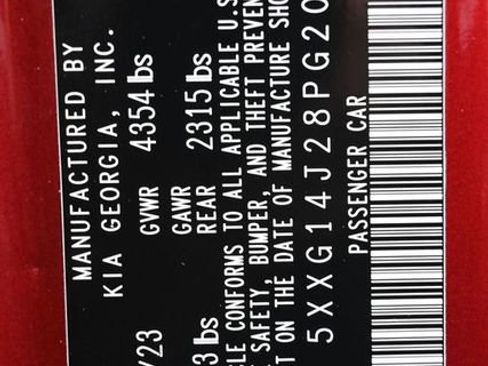 MANUFACTURED BY
KIA GEORGIA, INC.
/23
GVWR 4354 lbs
GAWR
REAR 2315 lbs
3 lbs
CLE CONFORMS TO ALL APPLICABLE U.S
SAFETY, BUMPER, AND THEFT PREVEN
T ON THE DATE OF MANUFACTURE SHO
5XXG14J28PG20
PASSENGER CAR